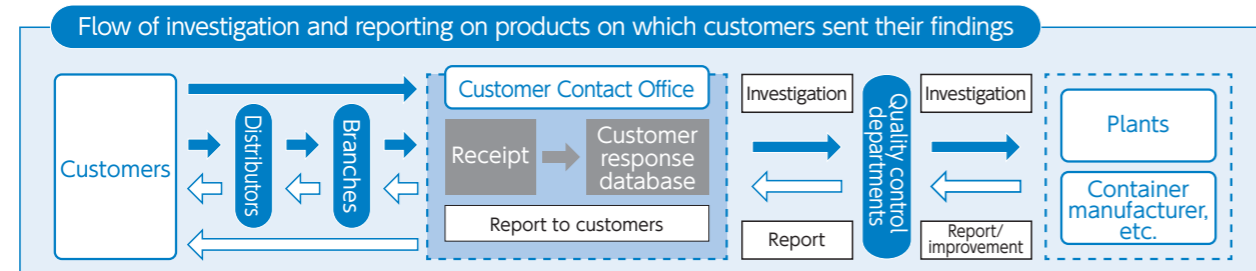 Flow of investigation and reporting on products on which customers sent their findings
Customers
Distributors
Branches
Customer Contact Office
Receipt
Customer
response
database
Report to customers
Investigation
Report
Quality control
departments
Investigation
Report/
improvement
Plants
Container
manufacturer,
etc.